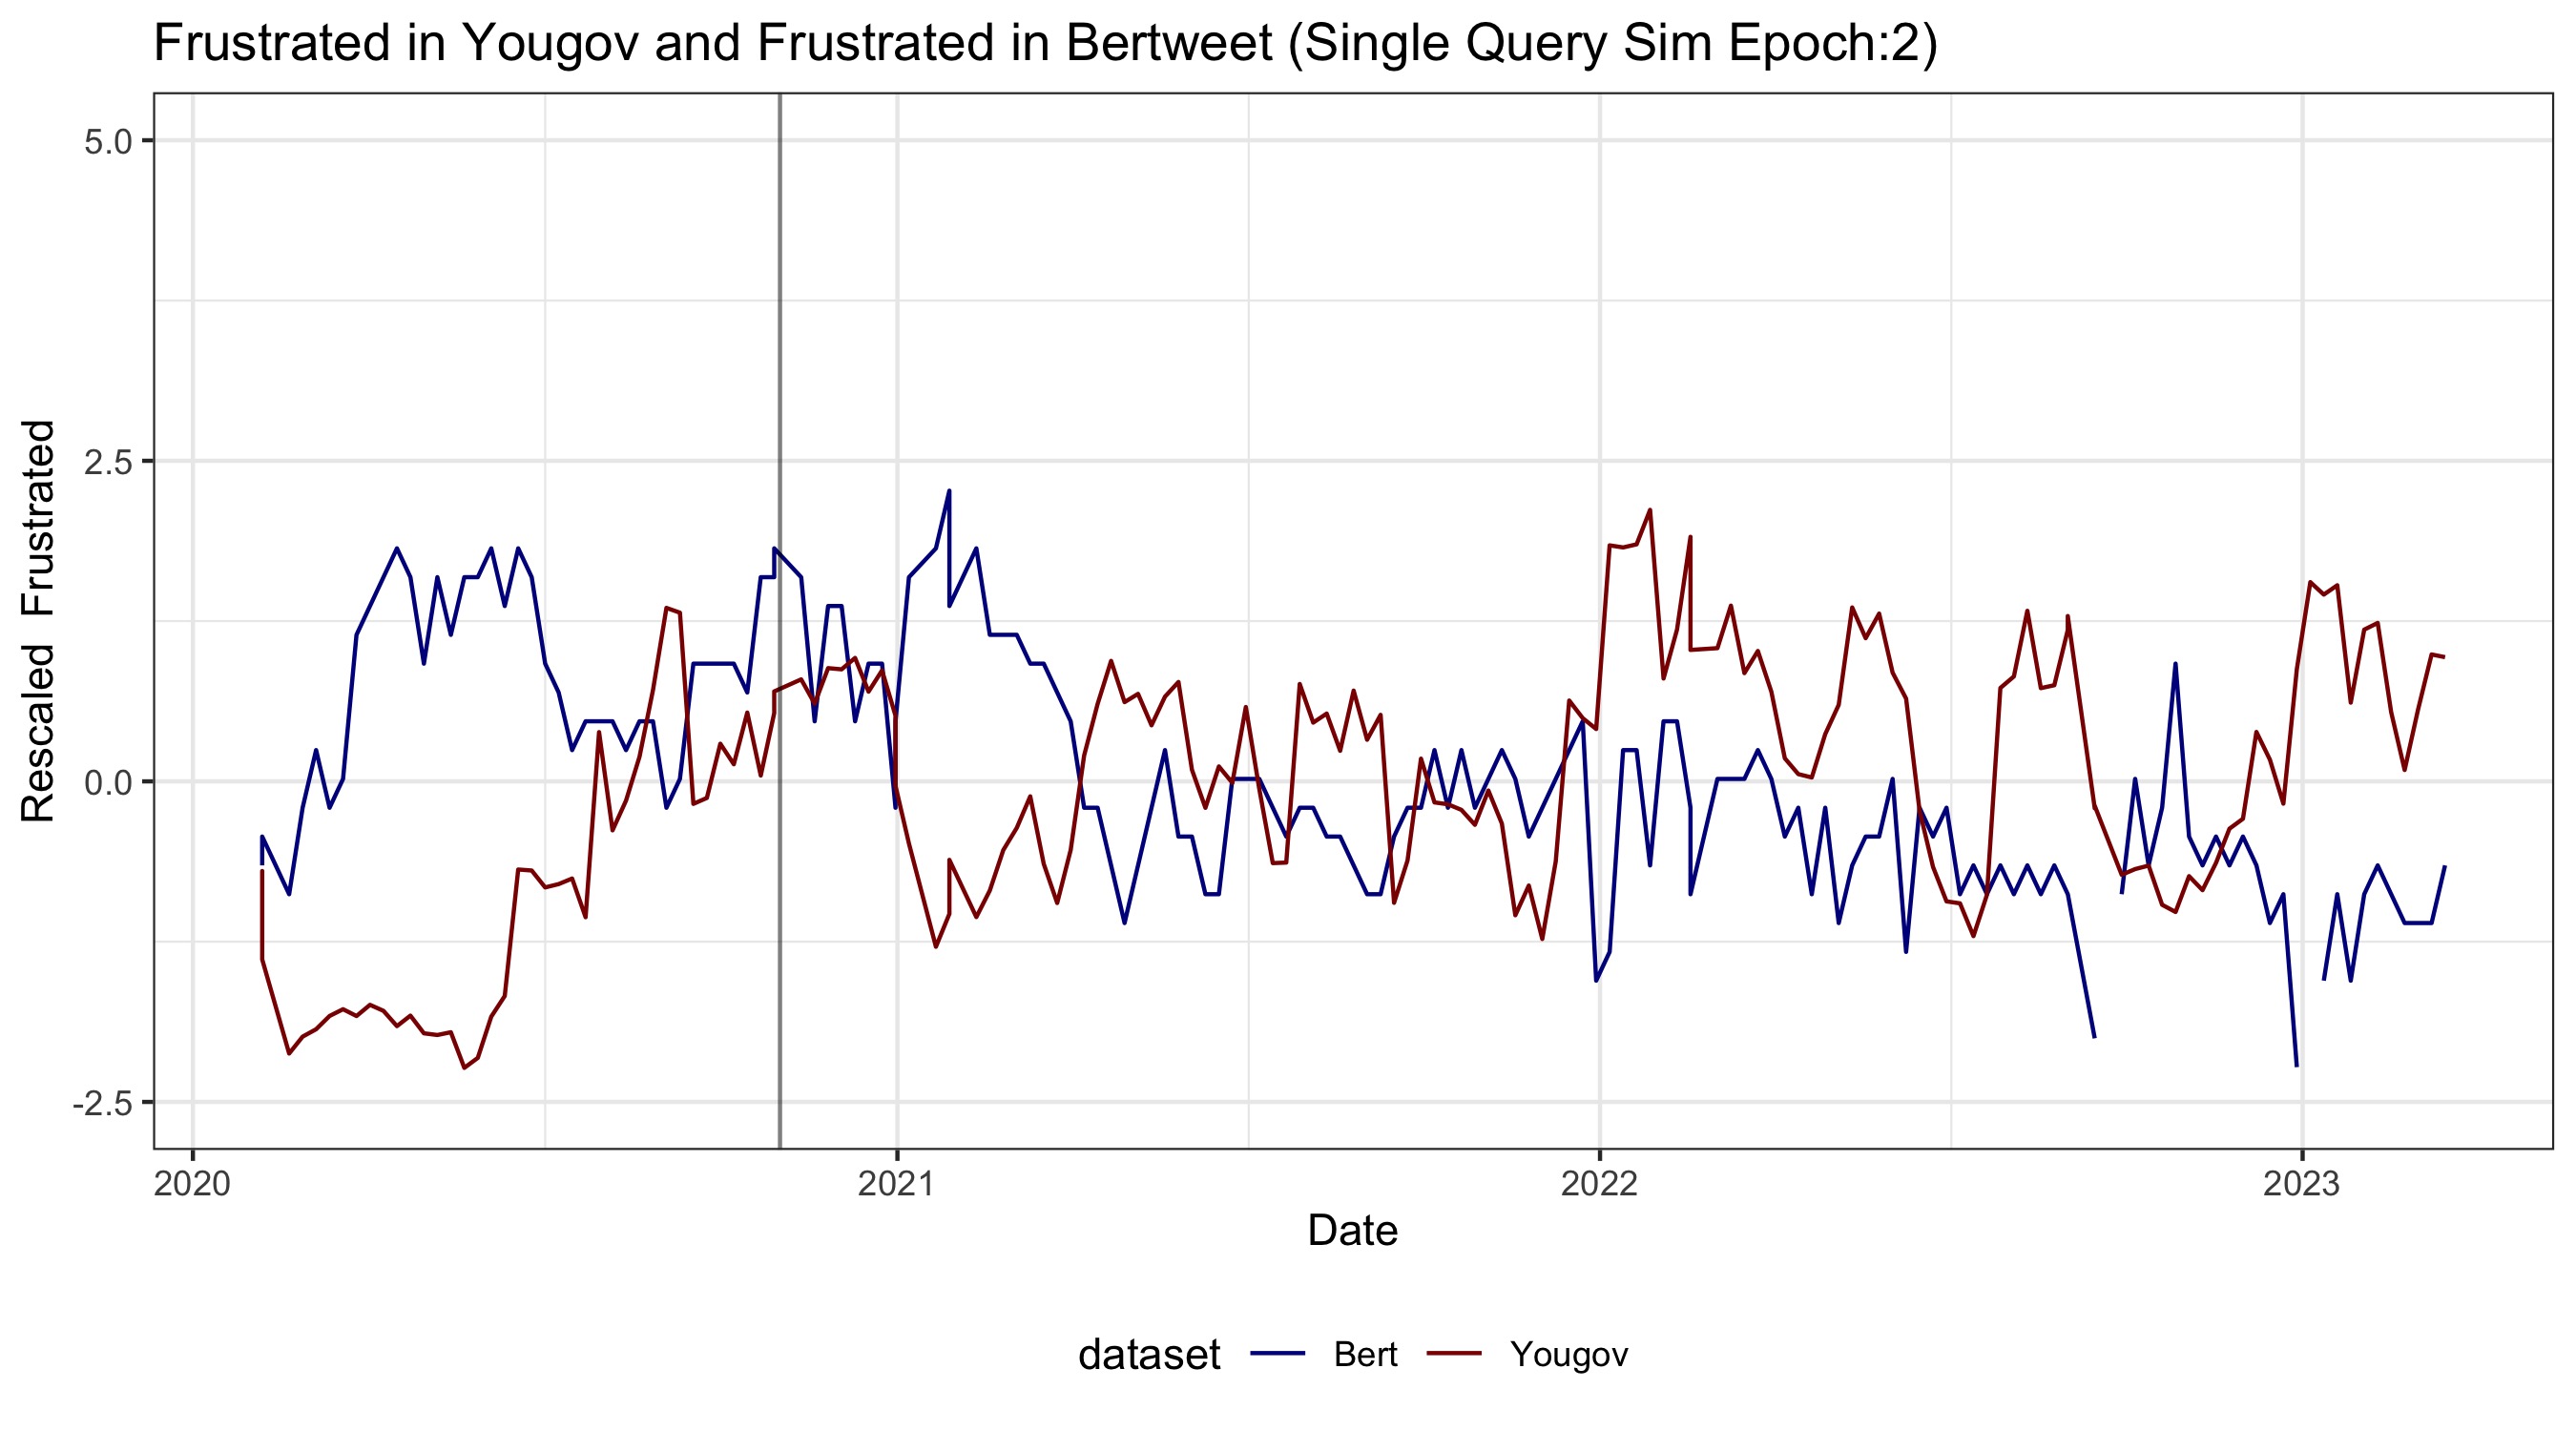 Frustrated in Yougov and Frustrated in Bertweet (Single Query Sim Epoch:2)
5.0
2.5
0.0
-2.5
Rescaled Frustrated
2020 2021 2022 2023
Date
dataset Bert Yougov